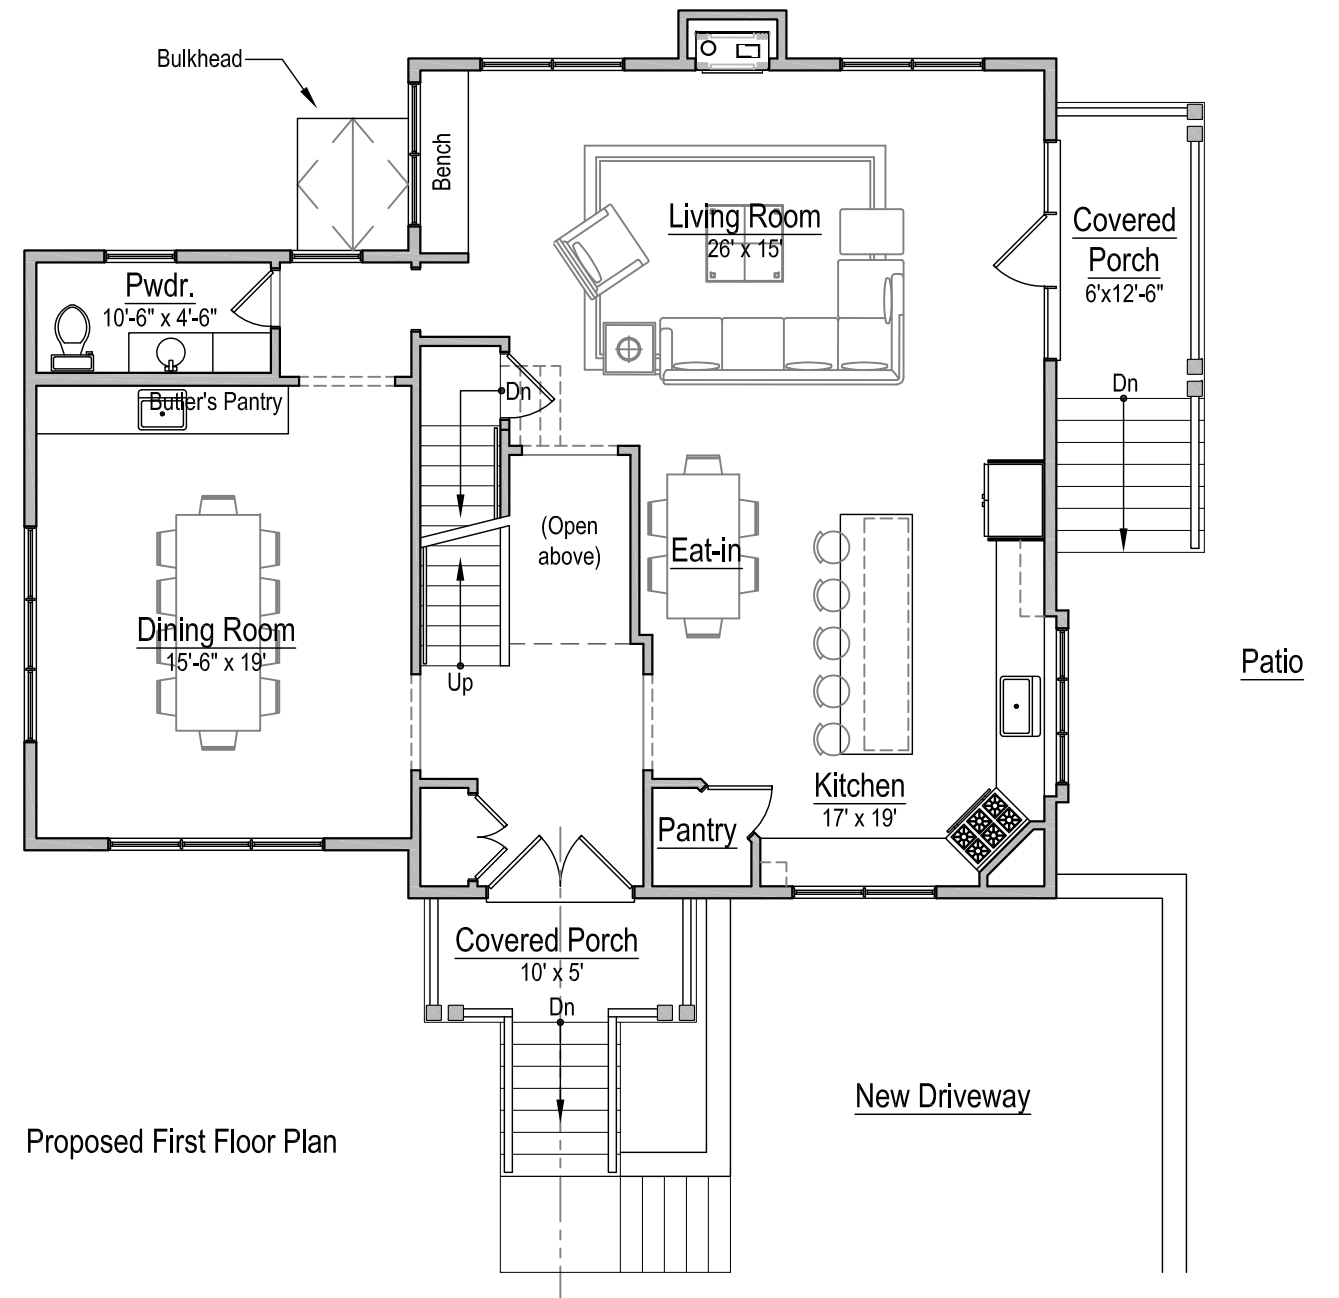 Bulkhead
Bench
Living Room
26' x 15'
Covered
Porch
6'x12'-6"
Pwdr.
10'-6" x 4'-6"
Butler's Pantry
Dn
Dn
(Open
above)
Eat-in
Dining Room
15'-6" x 19'
Patio
Up
Kitchen
17' x 19'
Pantry
Covered Porch
10' x 5'
Dn
New Driveway
Proposed First Floor Plan